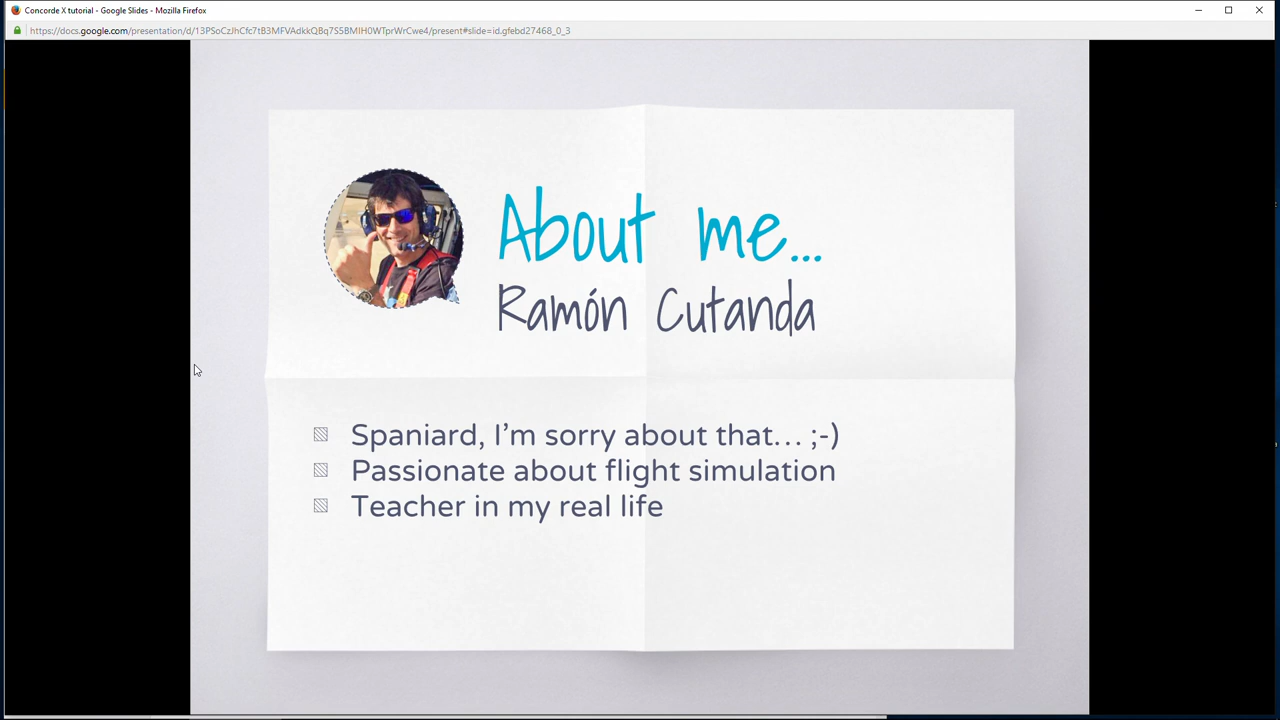 Concorde X tutorial - Google Slides - Mozilla Firefox
https://docs.google.com/presentation/d/13PSoCzJhCfc7tB3MFVAdkkQBq7S5BMIH0WTprWrCwe4/present#slide=id.gfebd27468_0_3
About me...
Ramón Cutanda
Spaniard, I'm sorry about that... ;-)
Passionate about flight simulation
Teacher in my real life